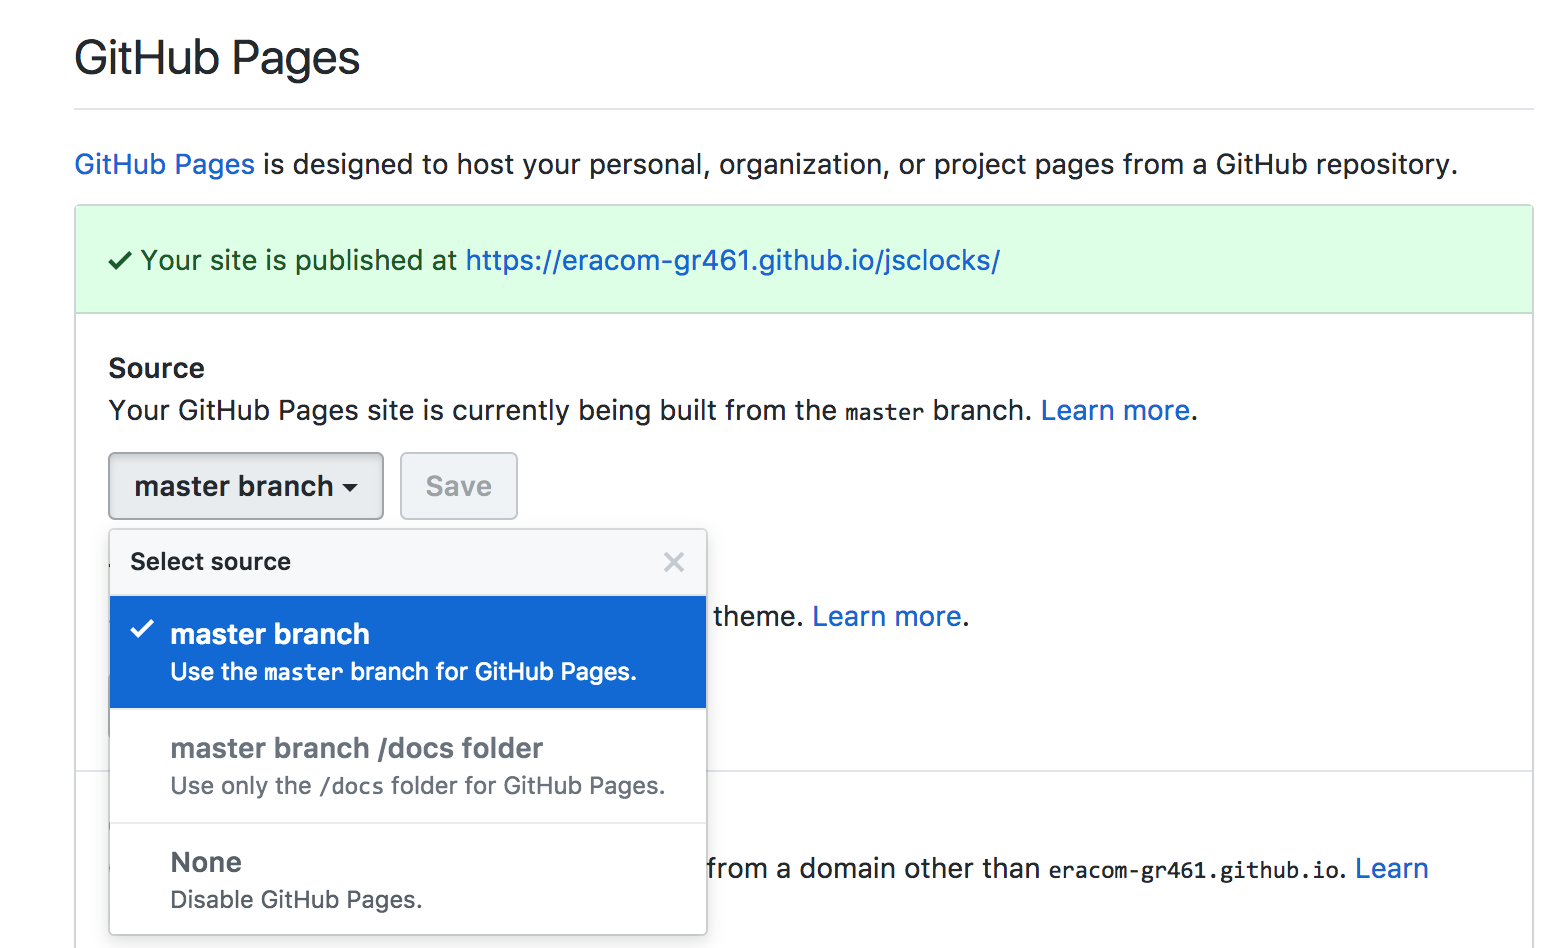 GitHub Pages
GitHub Pages is designed to host your personal, organization, or project pages from a GitHub repository.
Your site is published at https://eracom-gr461.github.io/jsclocks/
Source
Your GitHub Pages site is currently being built from the master branch. Learn more.
master branch
Save
Select source
theme. Learn more.
master branch
Use the master branch for GitHub Pages.
master branch /docs folder
Use only the /docs folder for GitHub Pages.
None
from a domain other than eracom-gr461.github.io. Learn
Disable GitHub Pages.